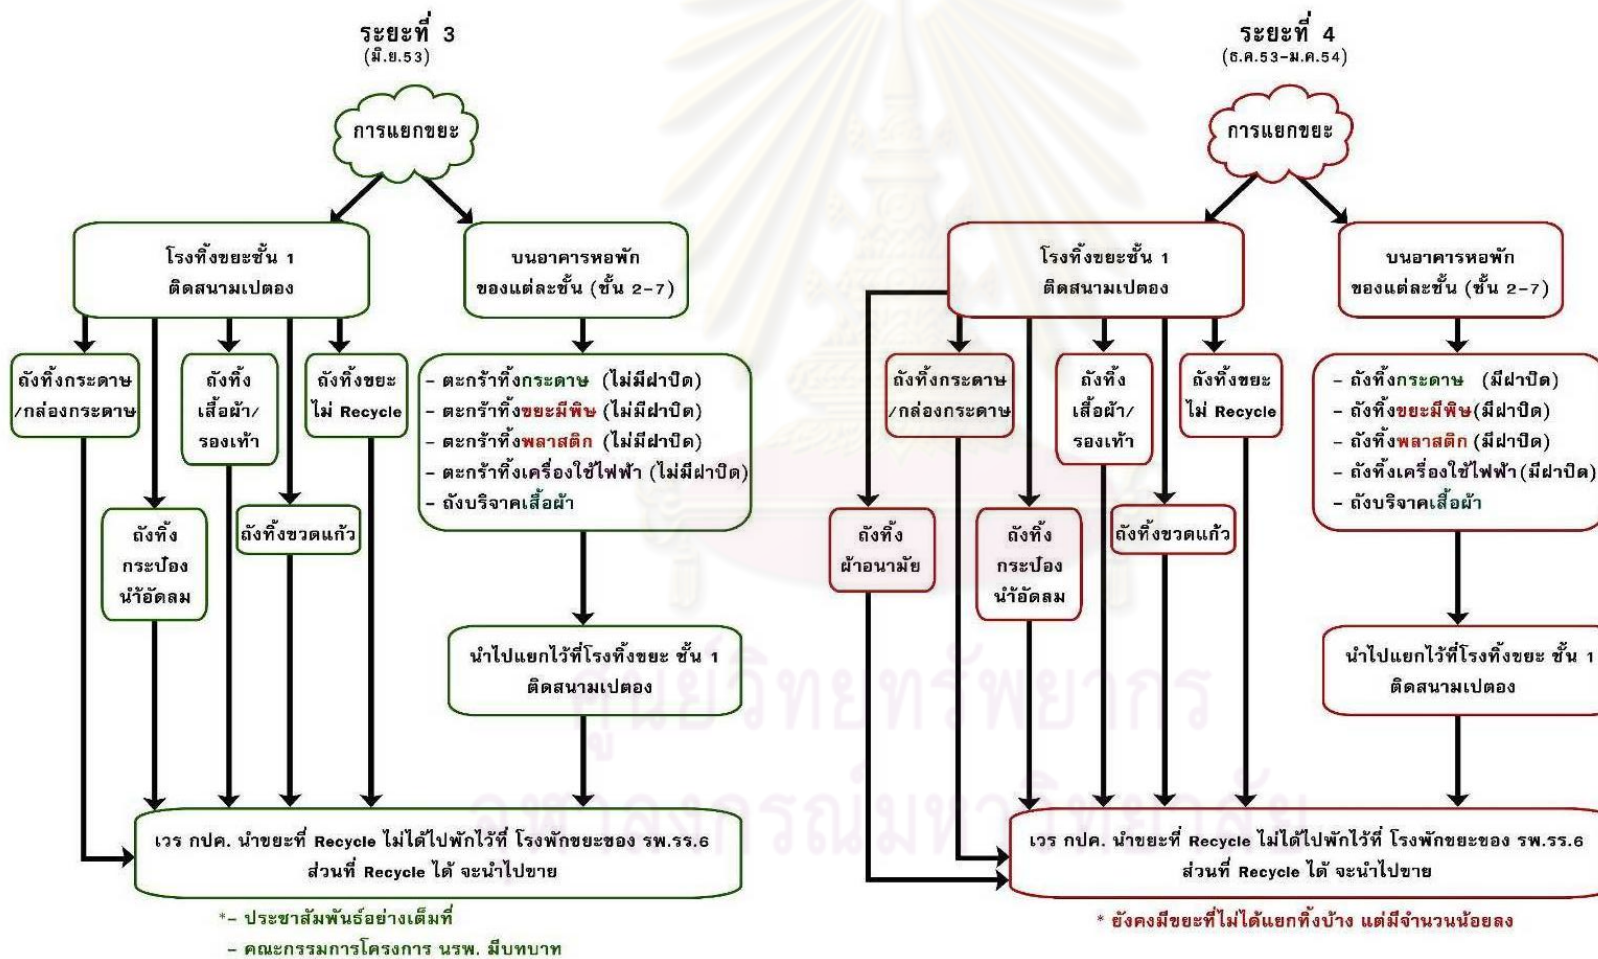 ระยะที่ 3
(มิ.ย.53)
การแยกขยะ
โรงทิ้งขยะชั้น 1
ติดสนามเปตอง
บนอาคารหอพัก
ของแต่ละชั้น (ชั้น 2-7)
ถังทิ้งกระดาษ
/กล่องกระดาษ
ถังทิ้ง
เสื้อผ้า/
รองเท้า
ถังทิ้งขยะ
ไม่ Recycle
- ตะกร้าทิ้งกระดาษ (ไม่มีฝาปิด)
- ตะกร้าทิ้งขยะมีพิษ (ไม่มีฝาปิด)
- ตะกร้าทิ้งพลาสติก (ไม่มีฝาปิด)
- ตะกร้าทิ้งเครื่องใช้ไฟฟ้า (ไม่มีฝาปิด)
- ถังบริจาคเสื้อผ้า
ถังทิ้ง
กระป๋อง
น้ำอัดลม
ถังทิ้งขวดแก้ว
นำไปแยกไว้ที่โรงทิ้งขยะ ชั้น 1
ติดสนามเปตอง
เวร กปค. นำขยะที่ Recycle ไม่ได้ไปพักไว้ที่ โรงพักขยะของ รพ.รร.6
ส่วนที่ Recycle ได้ จะนำไปขาย
*- ประชาสัมพันธ์อย่างเต็มที่
- คณะกรรมการโครงการ นรพ. มีบทบาท
ระยะที่ 4
(ธ.ค.53-ม.ค.54)
การแยกขยะ
โรงทิ้งขยะชั้น 1
ติดสนามเปตอง
บนอาคารหอพัก
ของแต่ละชั้น (ชั้น 2-7)
ถังทิ้งกระดาษ
/กล่องกระดาษ
ถังทิ้ง
เสื้อผ้า/
รองเท้า
ถังทิ้งขยะ
ไม่ Recycle
- ถังทิ้งกระดาษ (มีฝาปิด)
- ถังทิ้งขยะมีพิษ(มีฝาปิด)
- ถังทิ้งพลาสติก (มีฝาปิด)
- ถังทิ้งเครื่องใช้ไฟฟ้า(มีฝาปิด)
- ถังบริจาคเสื้อผ้า
ถังทิ้ง
ผ้าอนามัย
ถังทิ้ง
กระป๋อง
น้ำอัดลม
ถังทิ้งขวดแก้ว
นำไปแยกไว้ที่โรงทิ้งขยะ ชั้น 1
ติดสนามเปตอง
เวร กปค. นำขยะที่ Recycle ไม่ได้ไปพักไว้ที่ โรงพักขยะของ รพ.รร.6
ส่วนที่ Recycle ได้ จะนำไปขาย
* ยังคงมีขยะที่ไม่ได้แยกทิ้งบ้าง แต่มีจำนวนน้อยลง
ศูนย์วิทยทรัพยากร
จุฬาลงกรณ์มหาวิทยาลัย